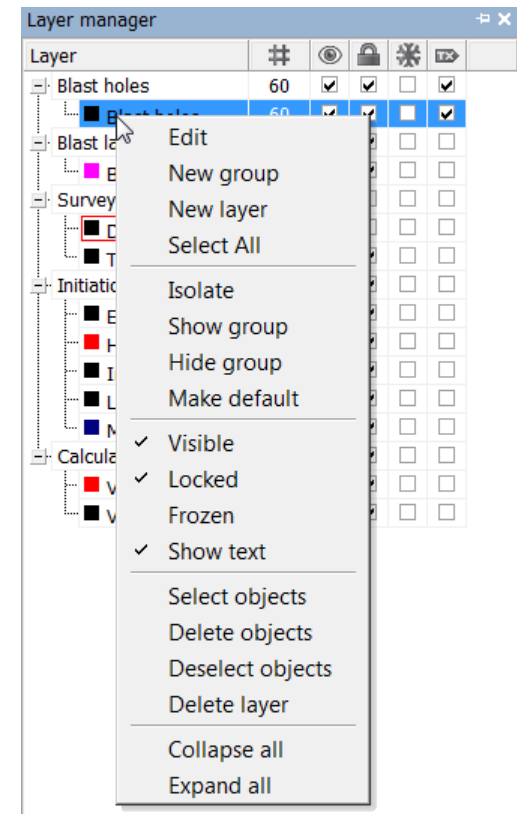 Layer manager
Layer
TX
Blast holes 60
Blast holes 60
Blast la
B
Survey
D
T
Initiatio
E
H
L
M
Calcula
V
V
Edit
New group
New layer
Select All
Isolate
Show group
Hide group
Make default
Visible
Locked
Frozen
Show text
Select objects
Delete objects
Deselect objects
Delete layer
Collapse all
Expand all